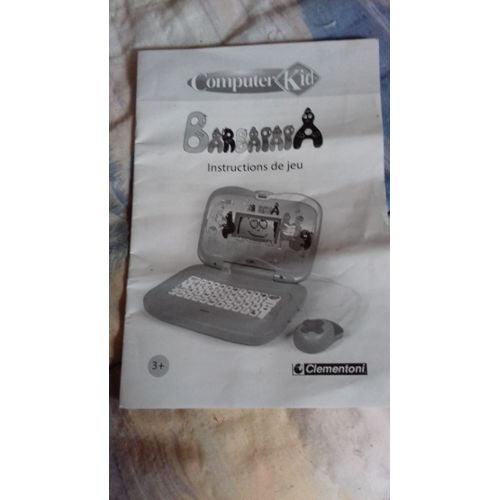 Computer Kid
BARBAPAPA
Instructions de jeu
3+
Clementoni